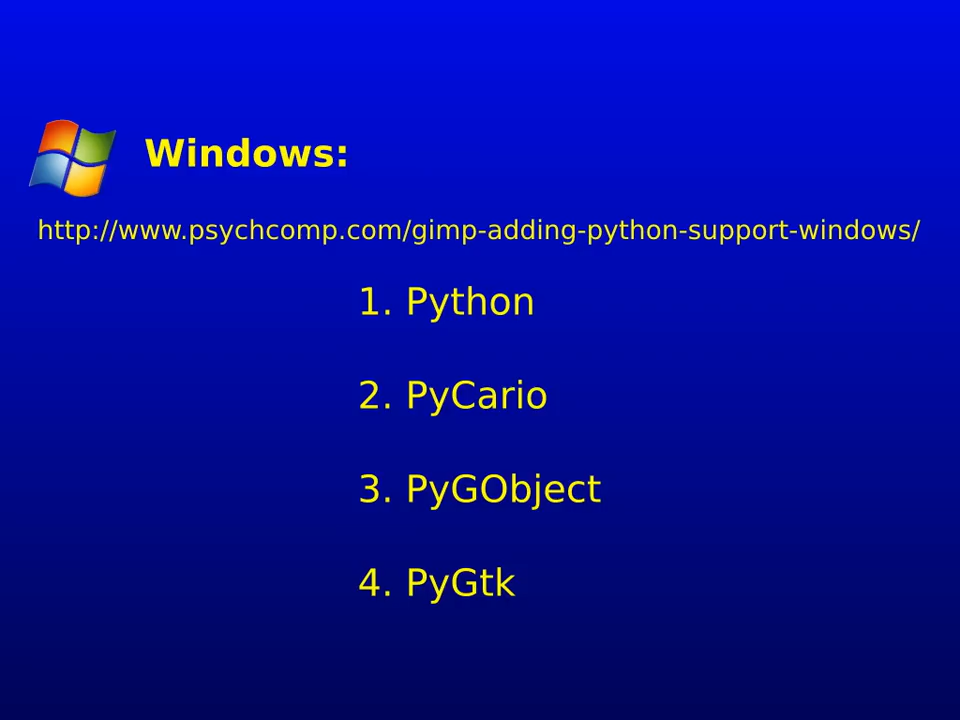 Windows:
http://www.psychcomp.com/gimp-adding-python-support-windows/
1. Python
2. PyCario
3. PyGObject
4. PyGtk